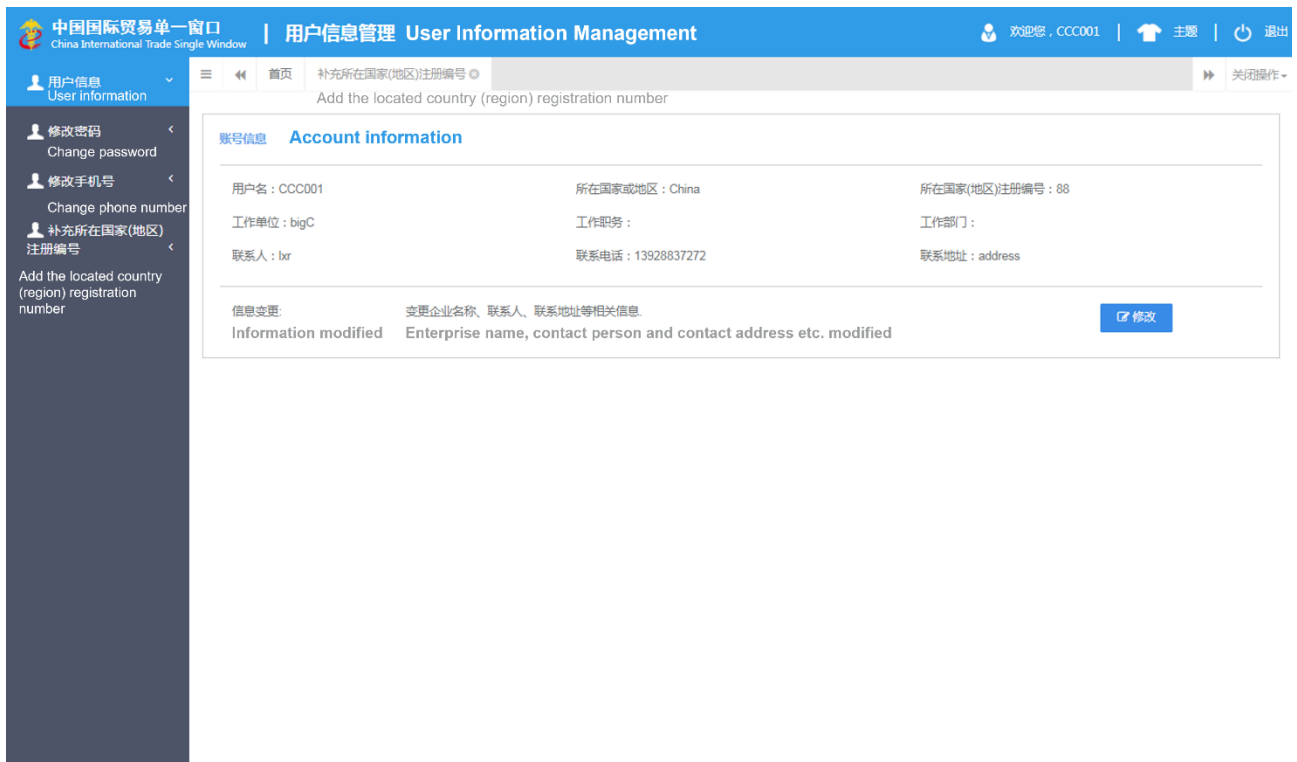 中国国际贸易单一窗口
China International Trade Single Window
| 用户信息管理 User Information Management
欢迎您，CCC001 | 主题 | 退出
用户信息
User information
首页 补充所在国家(地区)注册编号
关闭操作
Add the located country (region) registration number
修改密码
Change password
修改手机号
Change phone number
补充所在国家(地区)
注册编号
Add the located country
(region) registration
number
账号信息 Account information
用户名：CCC001 所在国家或地区：China 所在国家(地区)注册编号：88
工作单位：bigC 工作职务： 工作部门：
联系人：lxr 联系电话：13928837272 联系地址：address
信息变更: 变更企业名称、联系人、联系地址等相关信息.
修改
Information modified Enterprise name, contact person and contact address etc. modified